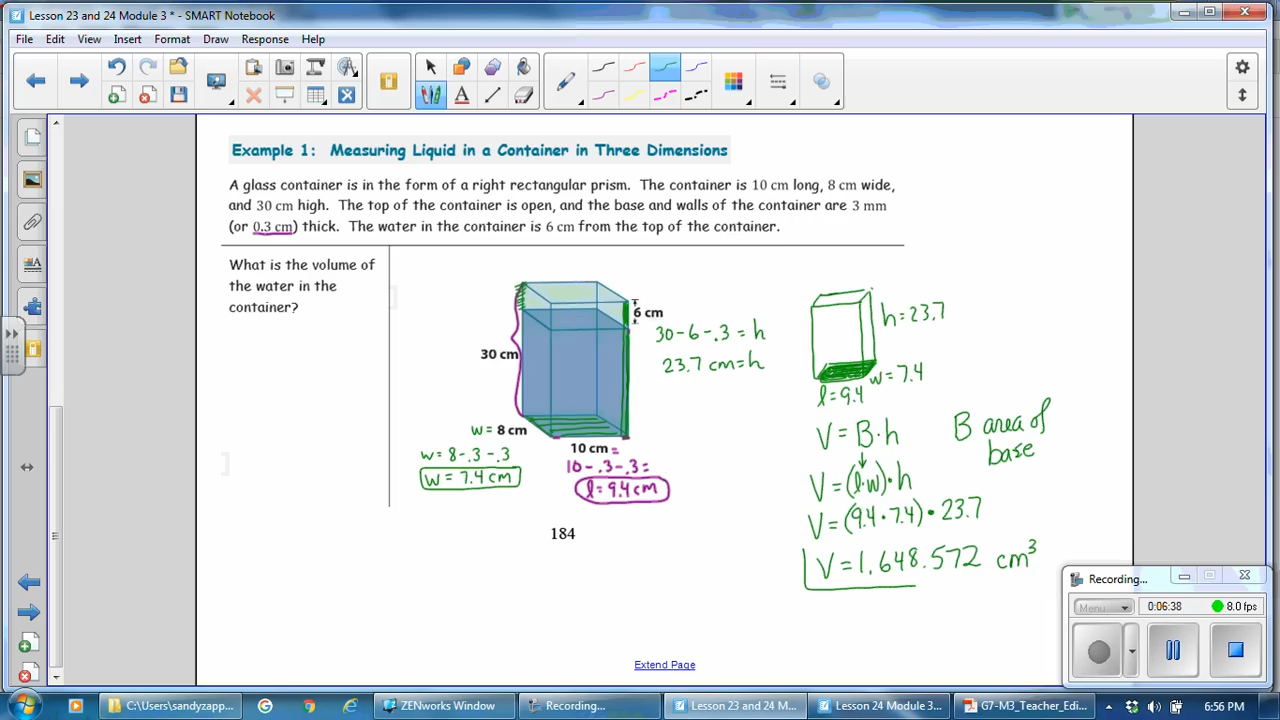 Lesson 23 and 24 Module 3 * - SMART Notebook
File Edit View Insert Format Draw Response Help
Example 1: Measuring Liquid in a Container in Three Dimensions
A glass container is in the form of a right rectangular prism. The container is 10 cm long, 8 cm wide,
and 30 cm high. The top of the container is open, and the base and walls of the container are 3 mm
(or 0.3 cm) thick. The water in the container is 6 cm from the top of the container.
What is the volume of
the water in the
container?
6 cm
30 cm
30-6-.3 = h
23.7 cm=h
w = 8 cm
w= 8-.3 -.3
w = 7.4 cm
10 cm =
10-.3-.3=
l= 9.4 cm
184
h=23.7
w=7.4
l=9.4
V= B·h
B area of
base
V=(l·w)·h
V=(9.4·7.4)·23.7
V=1,648.572 cm³
Extend Page
Recording...
Menu
0:06:38
8.0 fps
C:\Users\sandyzapp...
ZENworks Window
Recording...
Lesson 23 and 24 M...
Lesson 24 Module 3...
G7-M3_Teacher_Edi...
6:56 PM